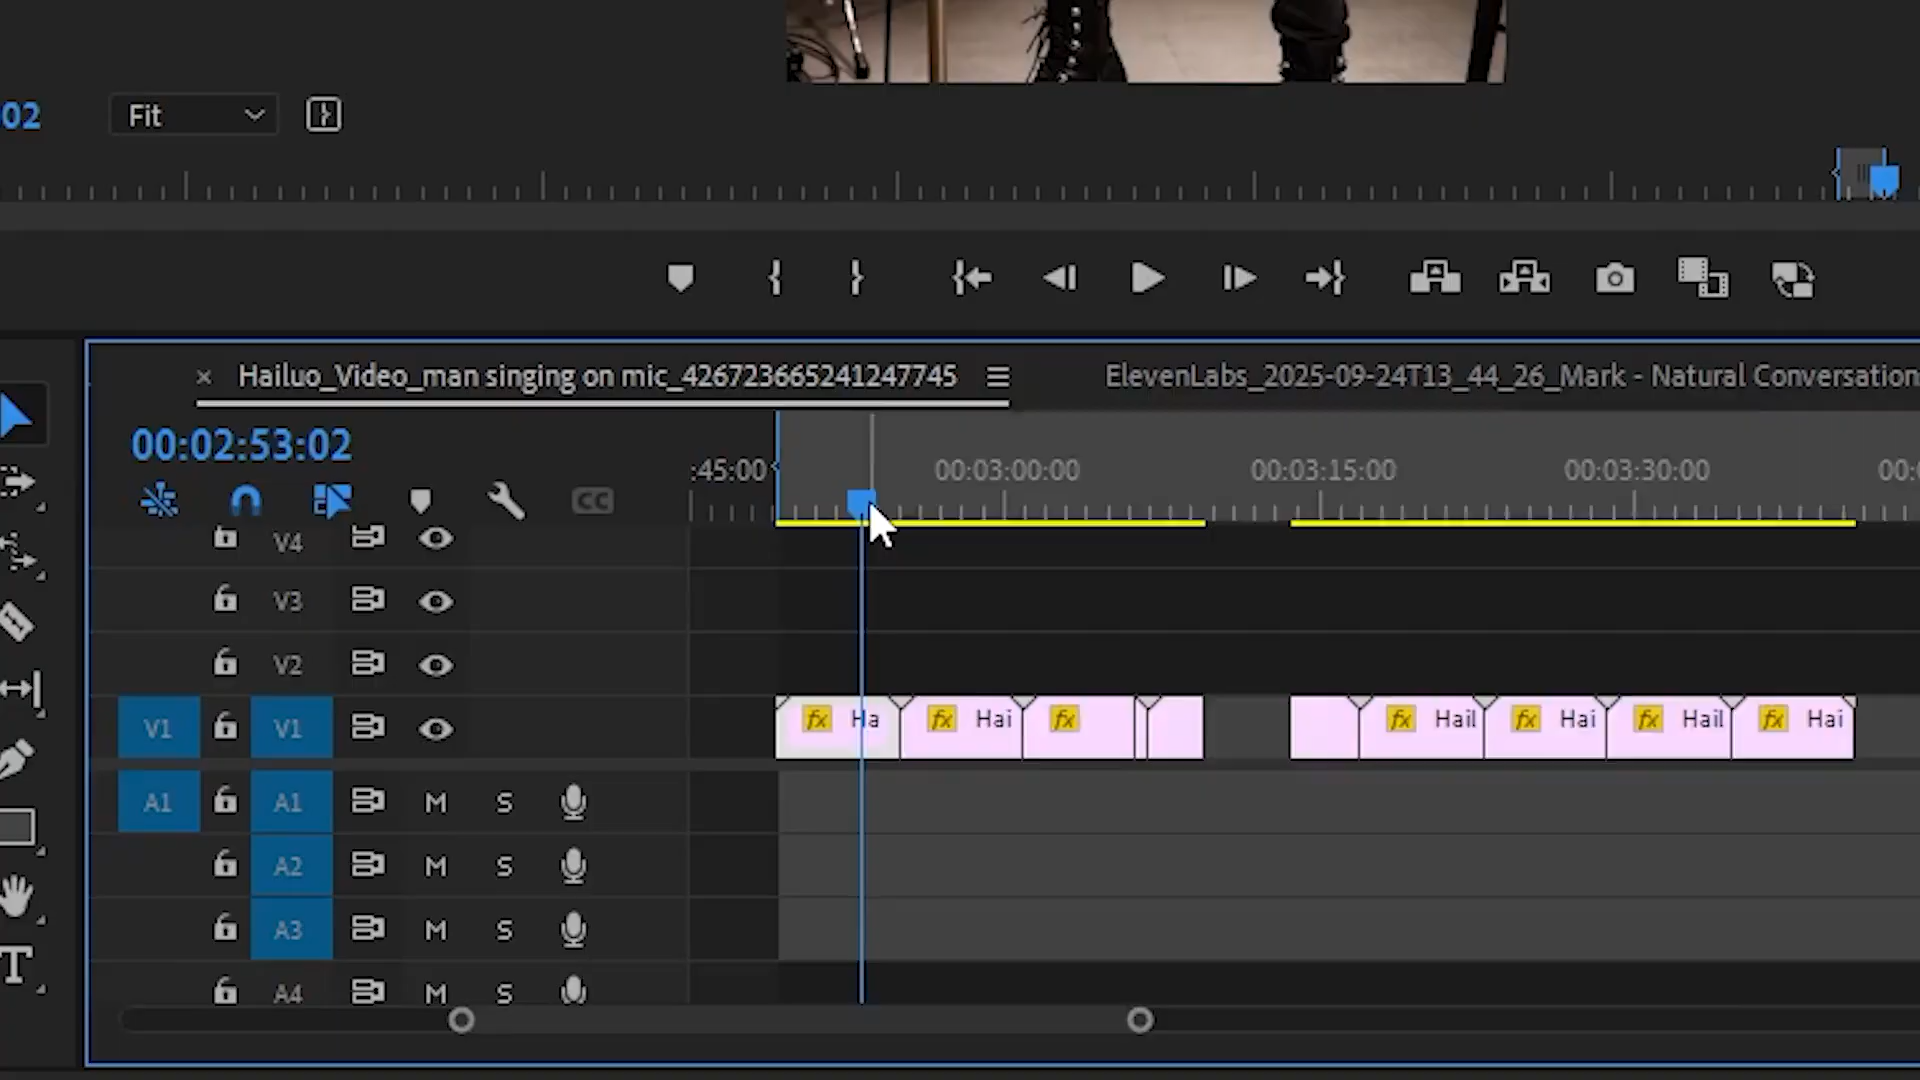 02
Fit
Hailuo_Video_man singing on mic_426723665241247745
ElevenLabs_2025-09-24T13_44_26_Mark - Natural Conversation
00:02:53:02
:45:00
00:03:00:00
00:03:15:00
00:03:30:00
00:
CC
V4
V3
V2
V1
V1
fx Ha
fx Hai
fx
fx Hail
fx Hai
fx Hail
fx Hai
A1
A1
M
S
A2
M
S
A3
M
S
A4
M
S